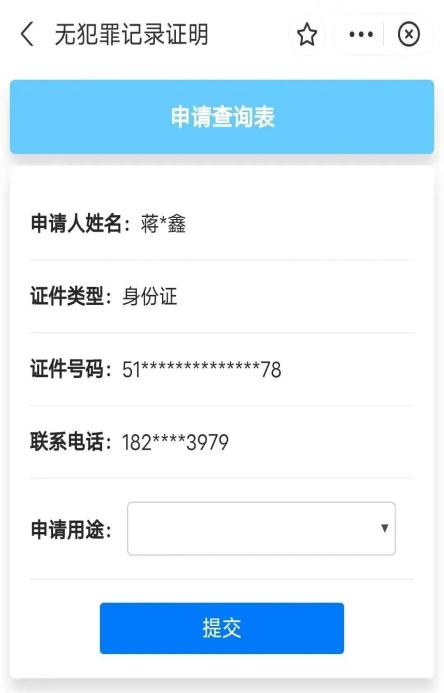 无犯罪记录证明
申请查询表
申请人姓名：蒋*鑫
证件类型：身份证
证件号码：51**************78
联系电话：182****3979
申请用途：
提交